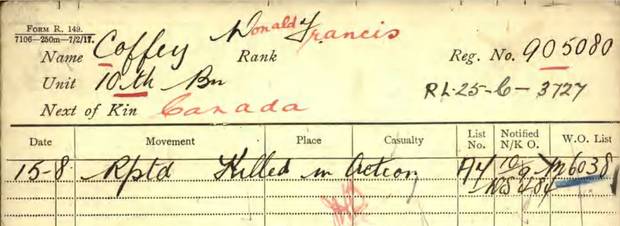 FORM R. 149.
7106—250m—7/2/17.
Name Coffey Donald Francis Rank Reg. No. 905080
Unit 10th Bn
RL-25-C-3727
Next of Kin Canada
Date Movement Place Casualty List No. Notified N/K O. W.O. List
15-8 Rptd Killed in Action A4